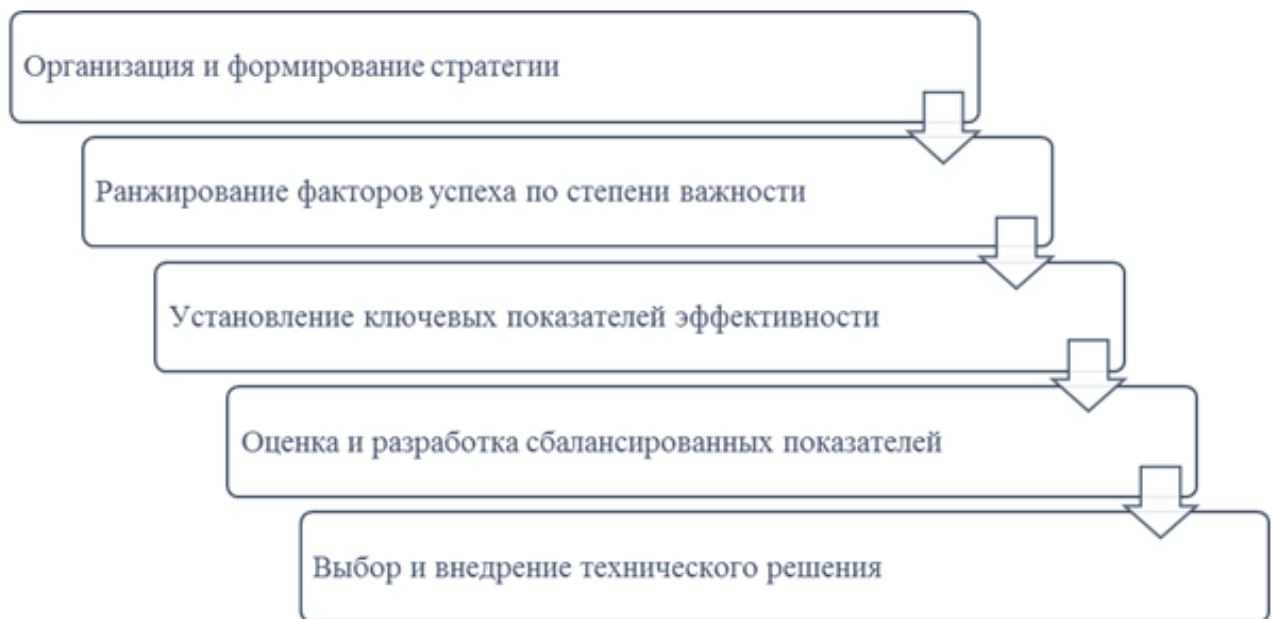 Организация и формирование стратегии
Ранжирование факторов успеха по степени важности
Установление ключевых показателей эффективности
Оценка и разработка сбалансированных показателей
Выбор и внедрение технического решения